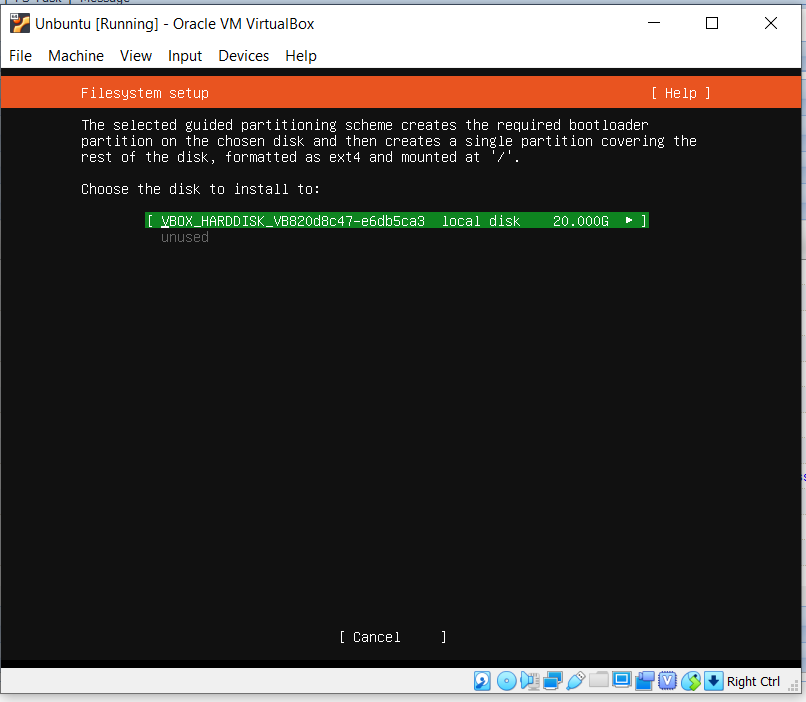 Unbuntu [Running] - Oracle VM VirtualBox
File Machine View Input Devices Help
Filesystem setup [ Help ]
The selected guided partitioning scheme creates the required bootloader
partition on the chosen disk and then creates a single partition covering the
rest of the disk, formatted as ext4 and mounted at '/'.
Choose the disk to install to:
[ VBOX_HARDDISK_VB820d8c47-e6db5ca3 local disk 20.000G ▸ ]
unused
[ Cancel ]
Right Ctrl